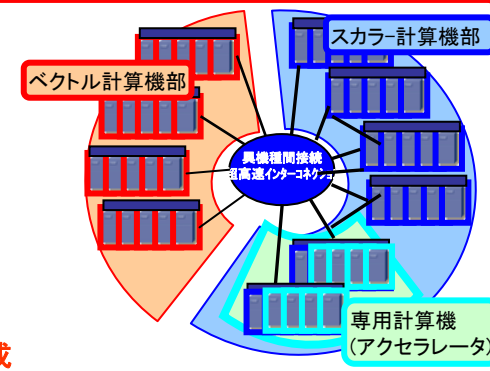 スカラー計算機部
ベクトル計算機部
異機種間接続
超高速インターコネクション
専用計算機
(アクセラレータ)
成